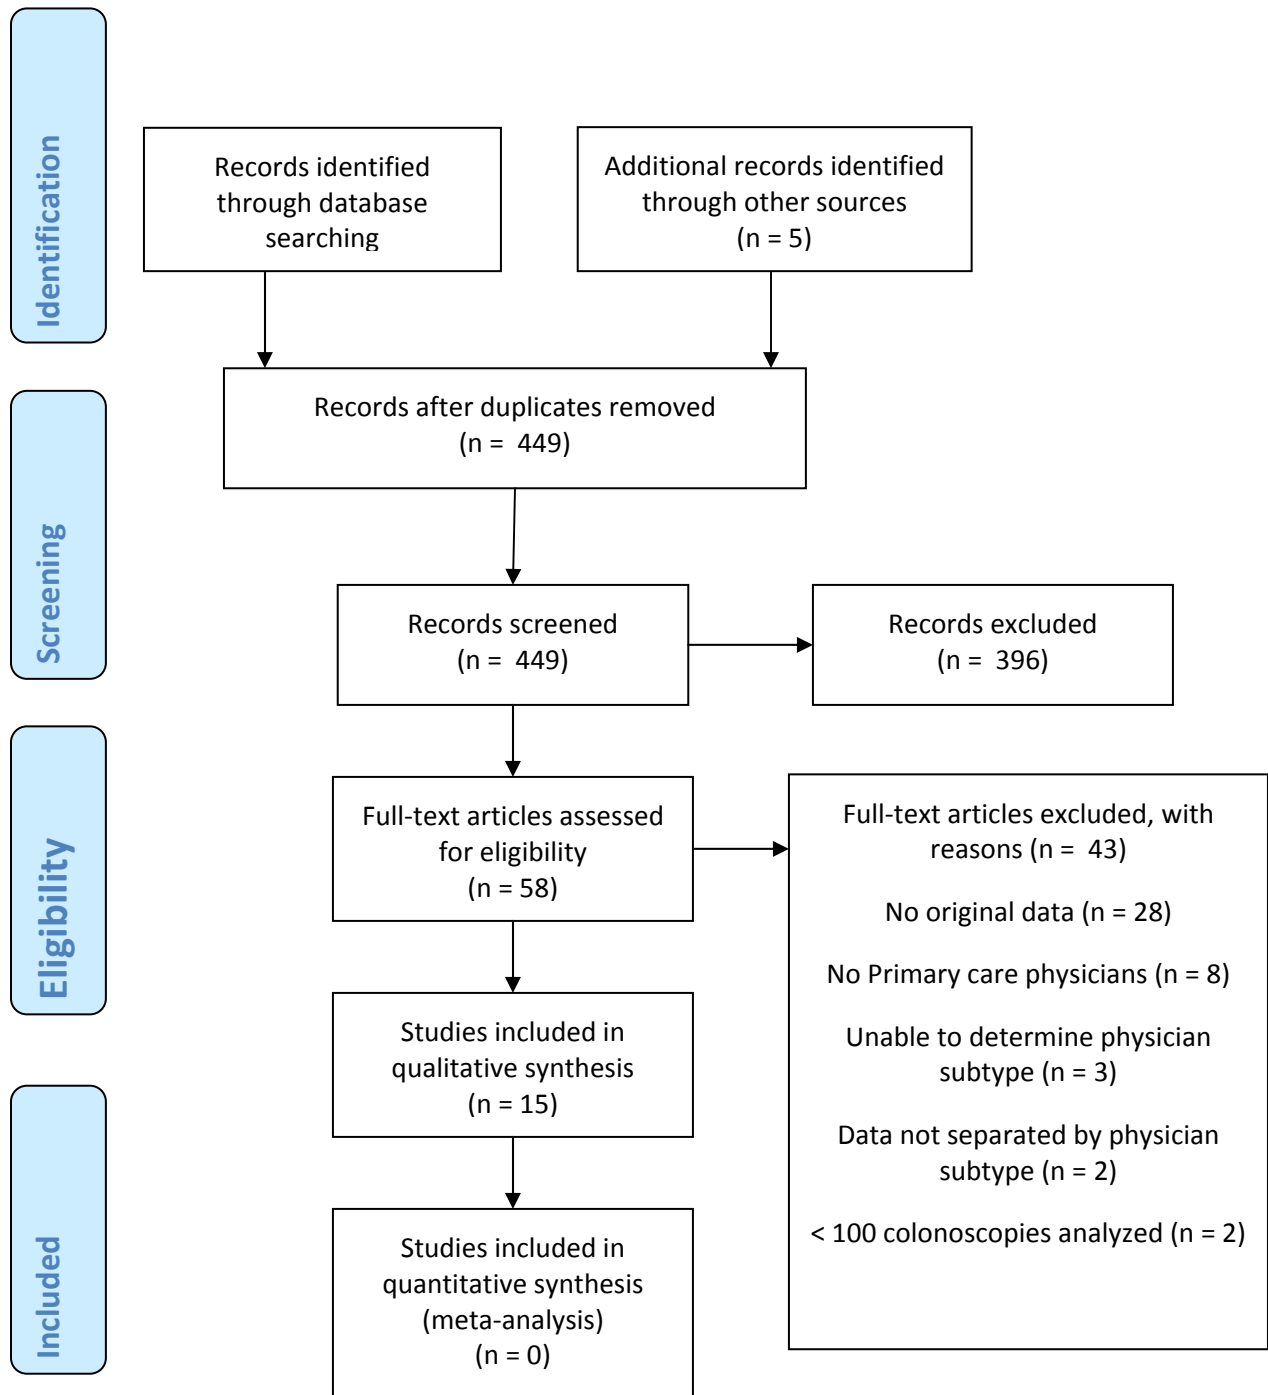 Identification
Records identified
through database
searching
Additional records identified
through other sources
(n = 5)
Records after duplicates removed
(n = 449)
Screening
Records screened
(n = 449)
Records excluded
(n = 396)
Eligibility
Full-text articles assessed
for eligibility
(n = 58)
Full-text articles excluded, with
reasons (n = 43)
No original data (n = 28)
No Primary care physicians (n = 8)
Unable to determine physician
subtype (n = 3)
Data not separated by physician
subtype (n = 2)
< 100 colonoscopies analyzed (n = 2)
Studies included in
qualitative synthesis
(n = 15)
Included
Studies included in
quantitative synthesis
(meta-analysis)
(n = 0)